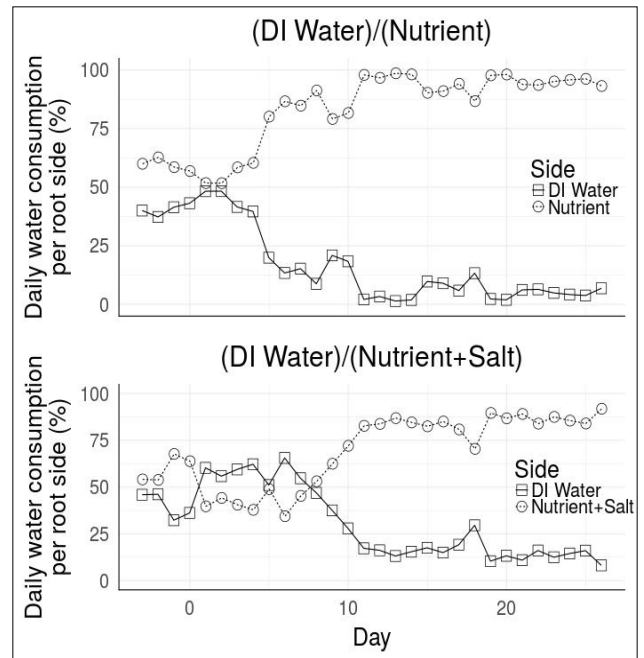 (DI Water)/(Nutrient)
Daily water consumption
per root side (%)
100
75
50
25
0
Side
DI Water
Nutrient
(DI Water)/(Nutrient+Salt)
Daily water consumption
per root side (%)
100
75
50
25
0
Side
DI Water
Nutrient+Salt
0
10
20
Day